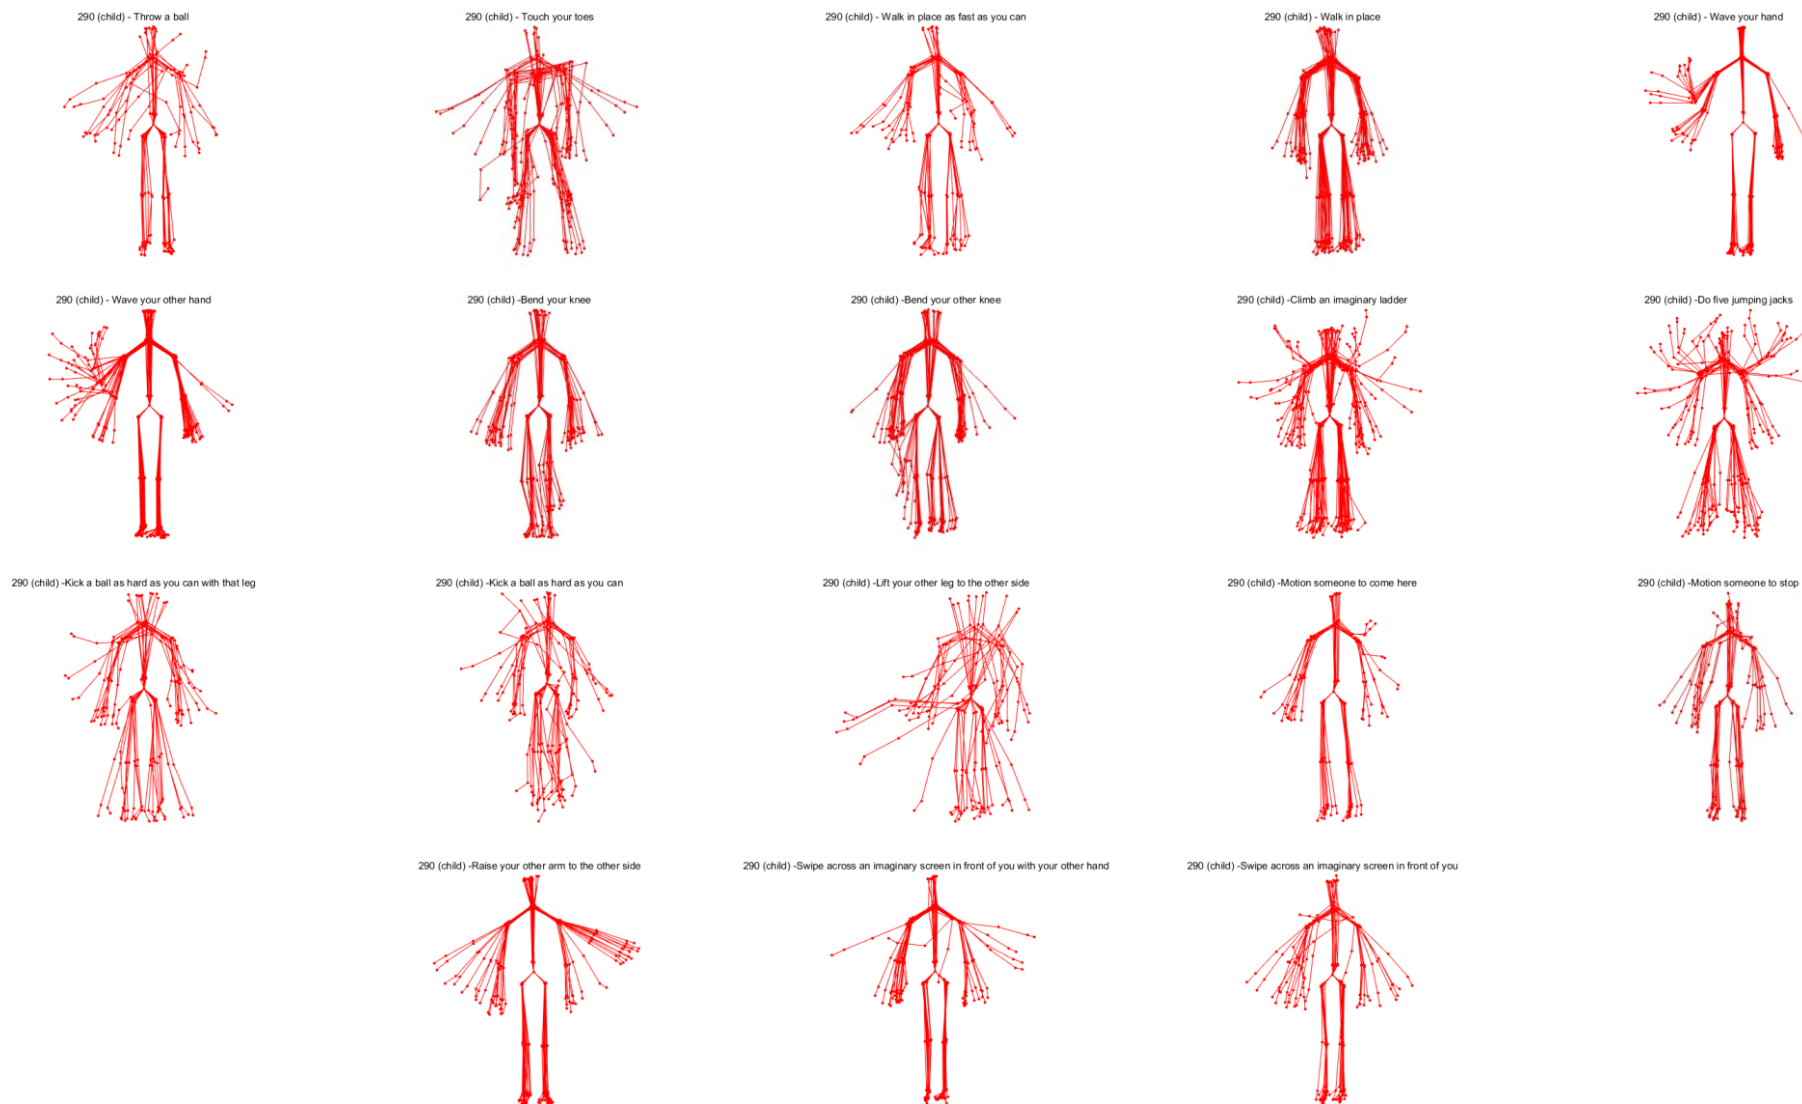 290 (child) - Throw a ball
290 (child) - Touch your toes
290 (child) - Walk in place as fast as you can
290 (child) - Walk in place
290 (child) - Wave your hand
290 (child) - Wave your other hand
290 (child) -Bend your knee
290 (child) -Bend your other knee
290 (child) -Climb an imaginary ladder
290 (child) -Do five jumping jacks
290 (child) -Kick a ball as hard as you can with that leg
290 (child) -Kick a ball as hard as you can
290 (child) -Lift your other leg to the other side
290 (child) -Motion someone to come here
290 (child) -Motion someone to stop
290 (child) -Raise your other arm to the other side
290 (child) -Swipe across an imaginary screen in front of you with your other hand
290 (child) -Swipe across an imaginary screen in front of you